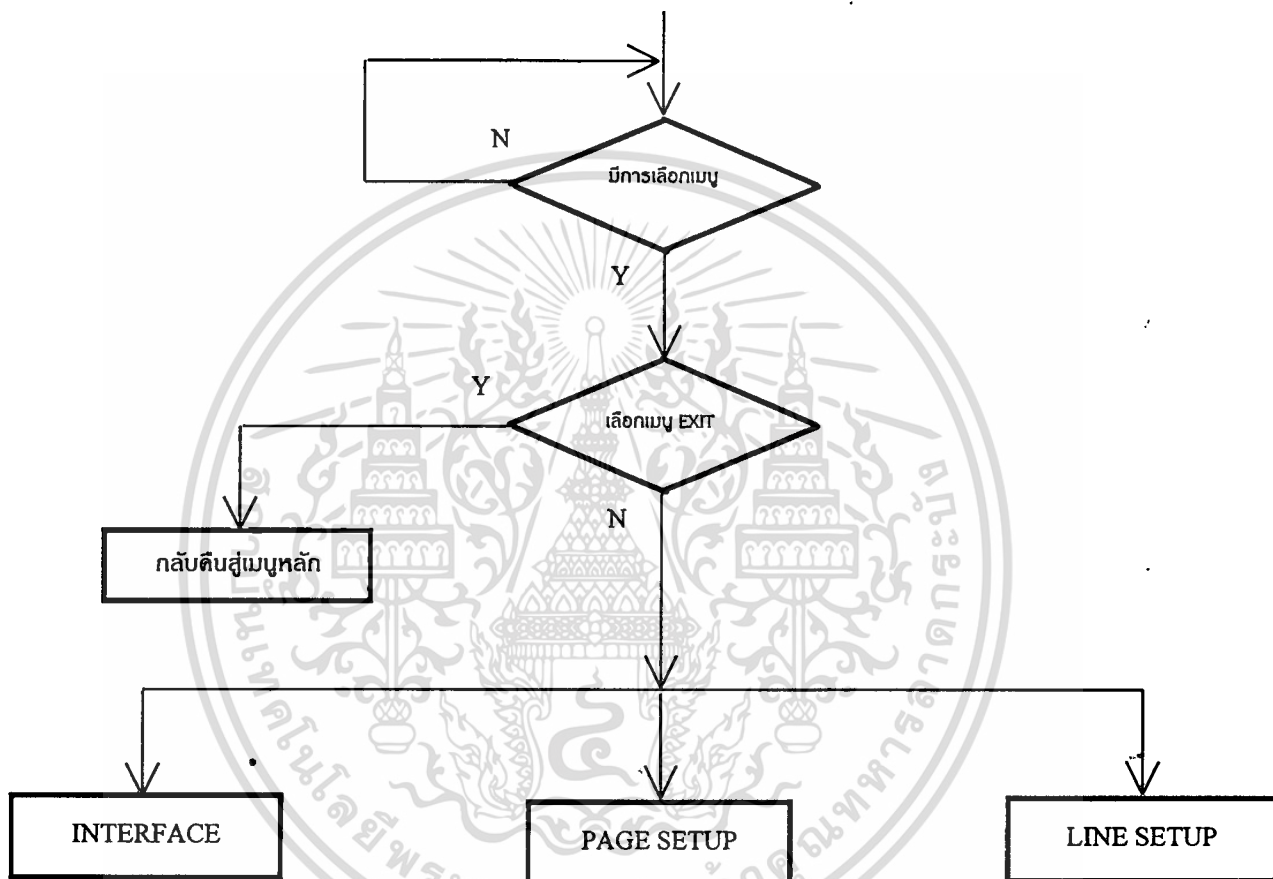 N
มีการเลือกเมนู
Y
Y
เลือกเมนู EXIT
N
กลับคืนสู่เมนูหลัก
INTERFACE
PAGE SETUP
LINE SETUP